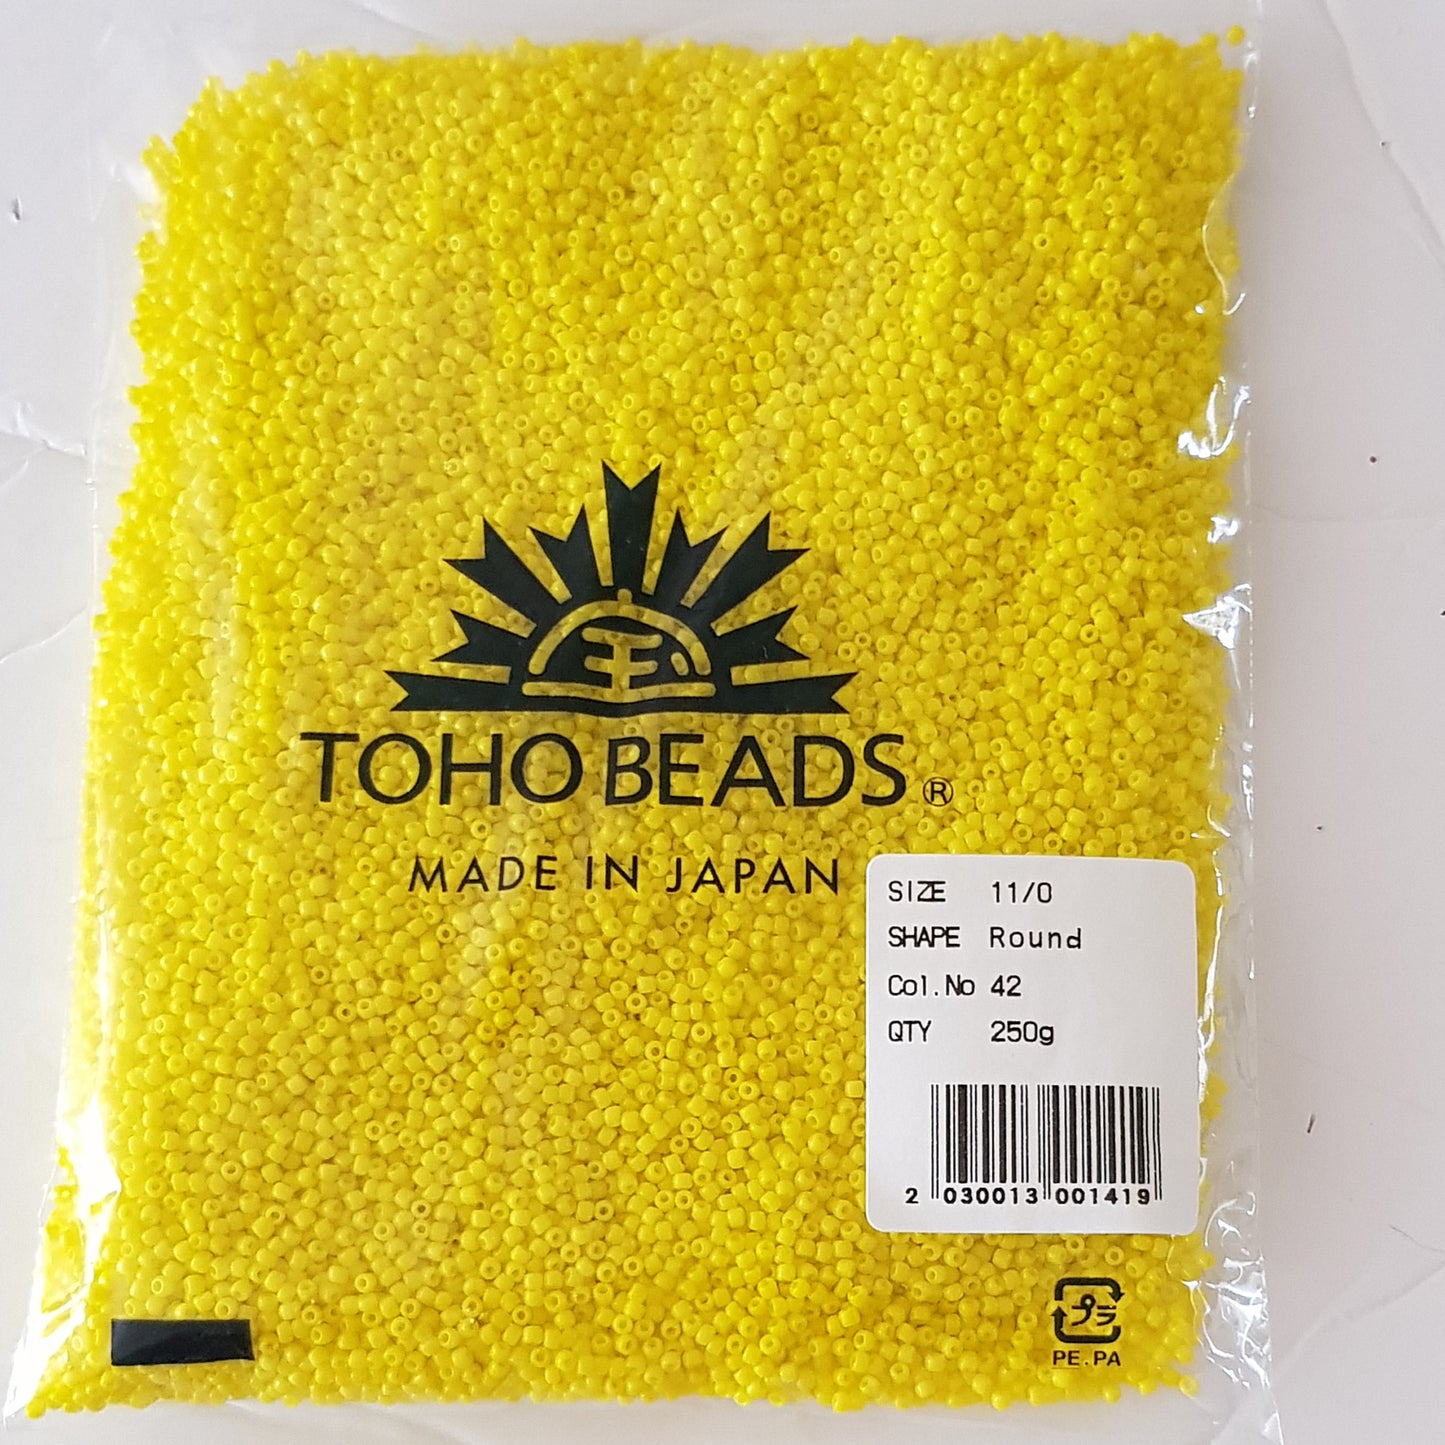 TOHO BEADS ®
MADE IN JAPAN
SIZE 11/0
SHAPE Round
Col.No 42
QTY 250g
2 030013 001419
プラ
PE.PA